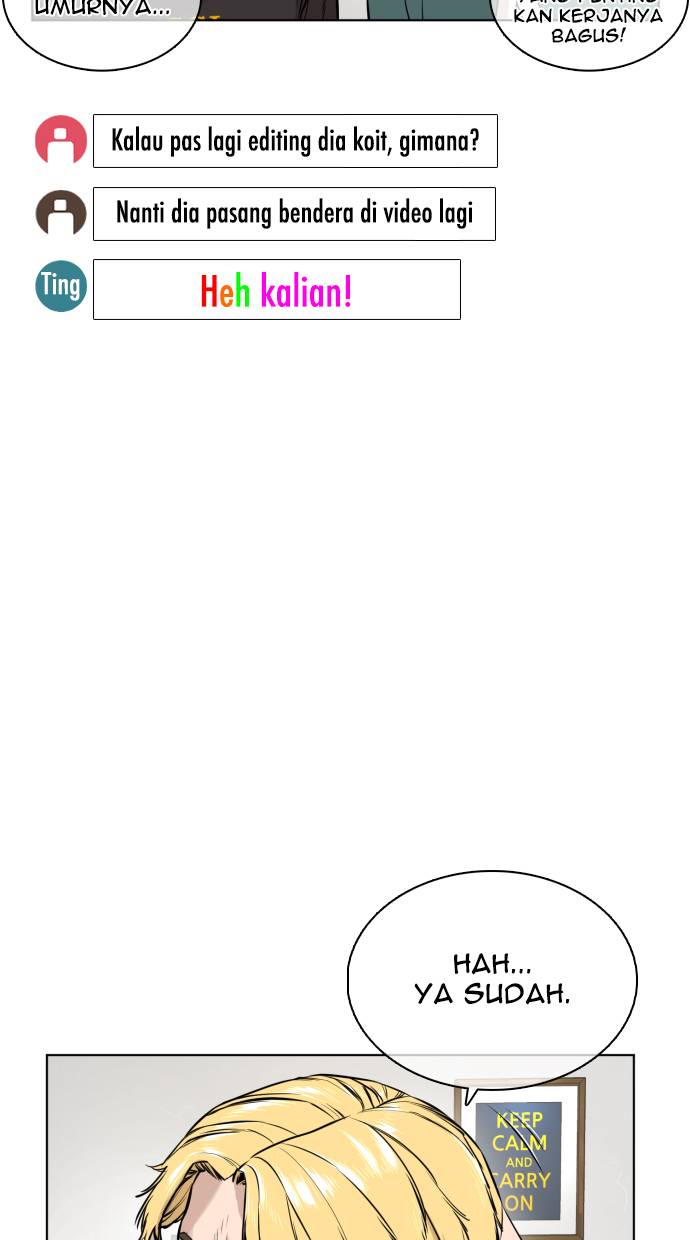 UMURNYA...
KAN KERJANYA
BAGUS!
Kalau pas lagi editing dia koit, gimana?
Nanti dia pasang bendera di video lagi
Ting
Heh kalian!
HAH...
YA SUDAH.
KEEP
CALM
AND
CARRY
ON